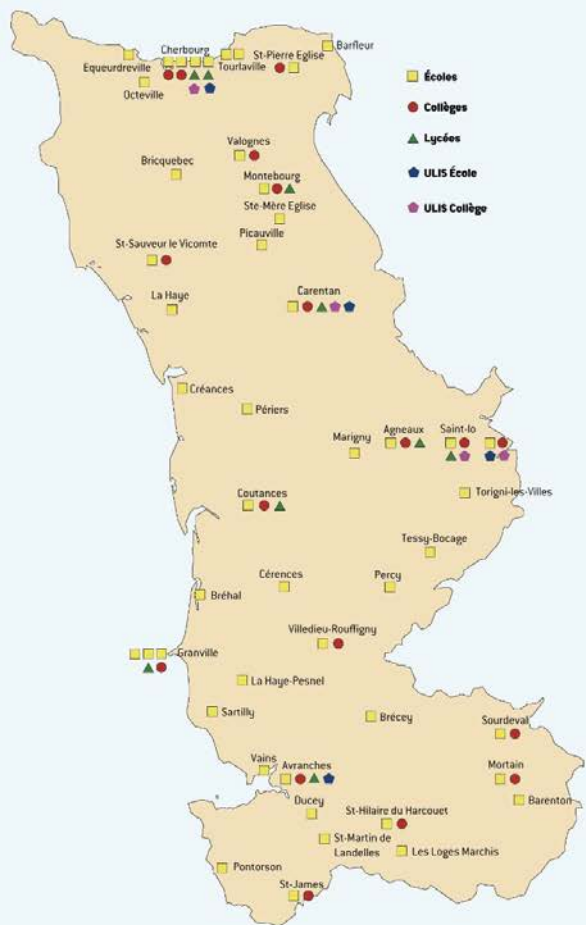 Cherbourg
Barfleur
St-Pierre Eglise
Equeurdreville
Tourlaville
Octeville
Écoles
Collèges
Lycées
ULIS École
ULIS Collège
Valognes
Bricquebec
Montebourg
Ste-Mère Eglise
Picauville
St-Sauveur le Vicomte
La Haye
Carentan
Créances
Périers
Marigny
Agneaux
Saint-lo
Torigni-les-Villes
Coutances
Tessy-Bocage
Cérences
Percy
Bréhal
Villedieu-Rouffigny
Granville
La Haye-Pesnel
Sartilly
Brécey
Sourdeval
Vains
Avranches
Mortain
Barenton
Ducey
St-Hilaire du Harcouet
St-Martin de
Landelles
Les Loges Marchis
Pontorson
St-James